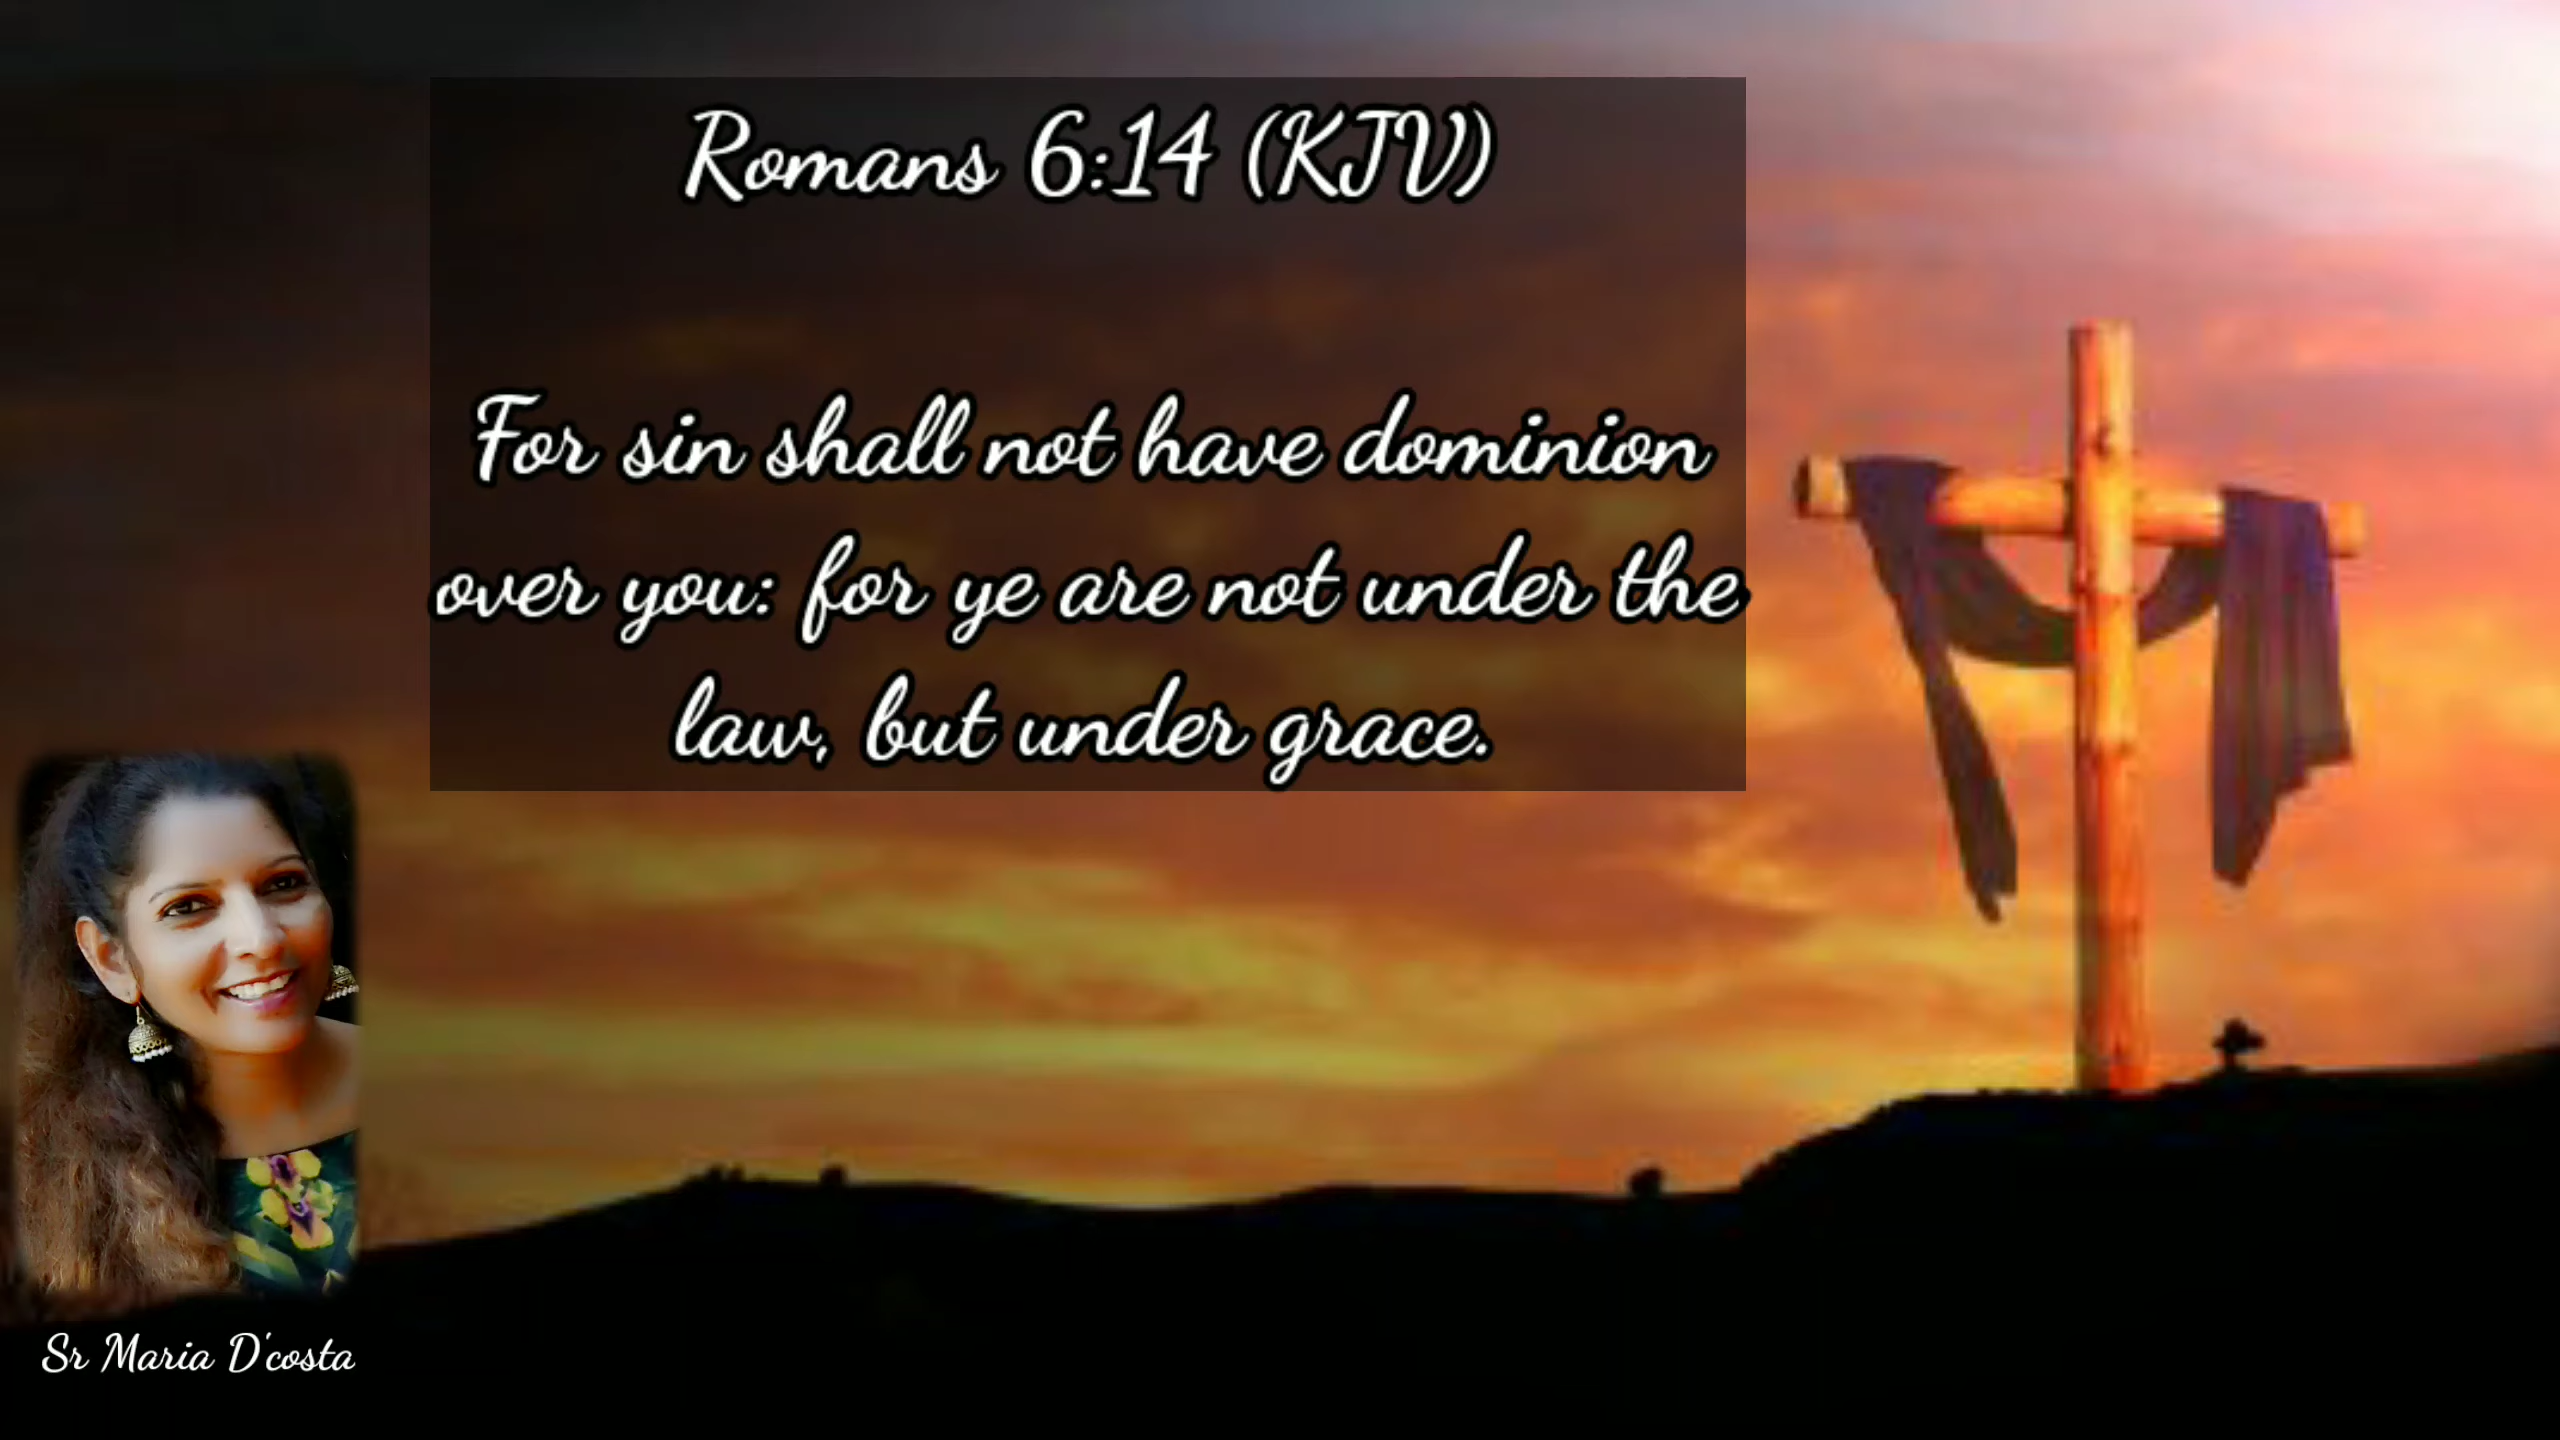 Romans 6:14 (KJV)
For sin shall not have dominion
over you: for ye are not under the
law, but under grace.
Sr Maria D'costa